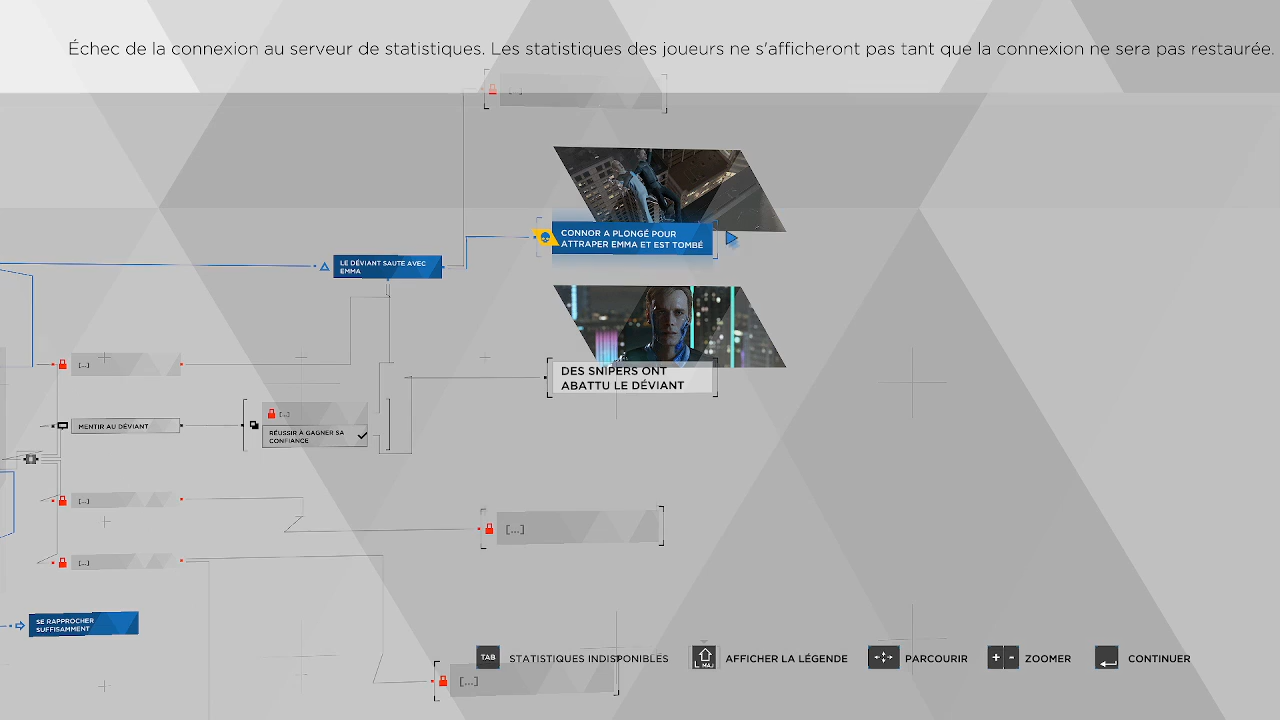 Échec de la connexion au serveur de statistiques. Les statistiques des joueurs ne s'afficheront pas tant que la connexion ne sera pas restaurée.
[...]
CONNOR A PLONGÉ POUR
ATTRAPER EMMA ET EST TOMBÉ
LE DÉVIANT SAUTE AVEC
EMMA
[...]
DES SNIPERS ONT
ABATTU LE DÉVIANT
[...]
MENTIR AU DÉVIANT
RÉUSSIR À GAGNER SA
CONFIANCE
[...]
[...]
[...]
SE RAPPROCHER
SUFFISAMMENT
TAB
STATISTIQUES INDISPONIBLES
MAJ
AFFICHER LA LÉGENDE
PARCOURIR
+ -
ZOOMER
CONTINUER
[...]